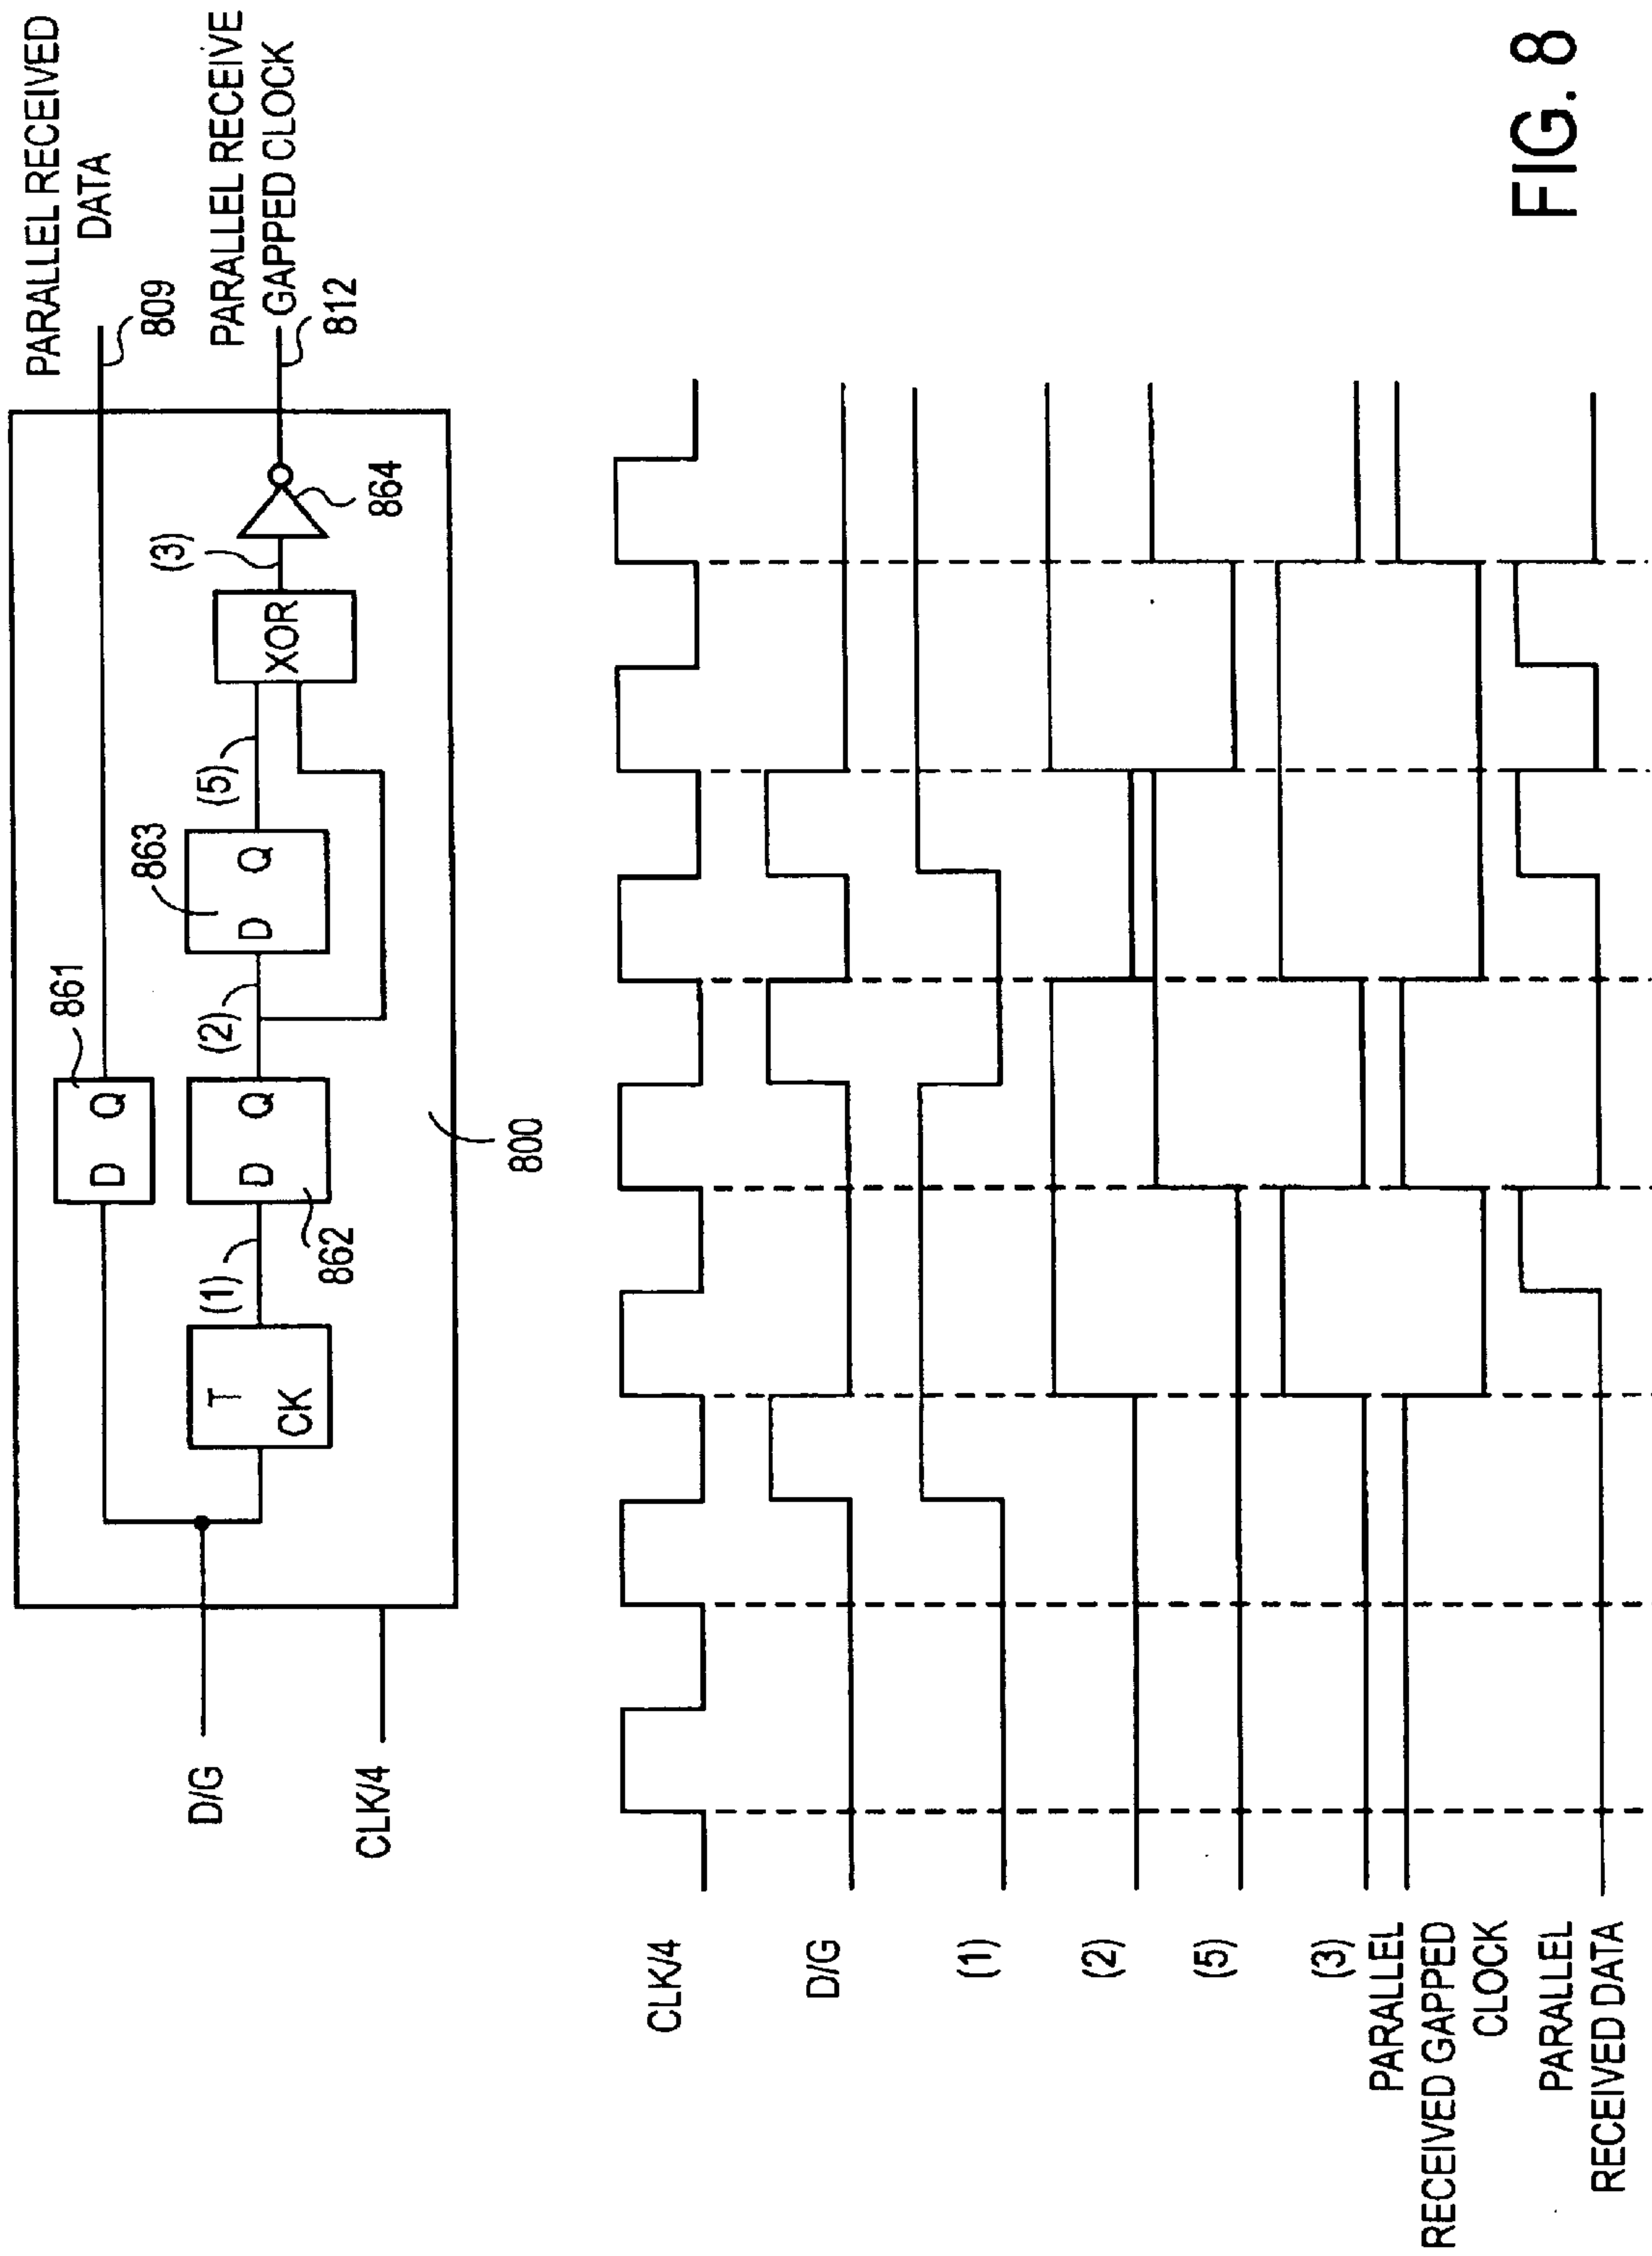 PARALLEL RECEIVED
DATA
809
PARALLEL RECEIVE
GAPPED CLOCK
812
861
D Q
863
(1)
(2)
(5)
(3)
T
CK
D Q
D Q
XOR
862
864
800
D/G
CLK/4
CLK/4
D/G
(1)
(2)
(5)
(3)
PARALLEL
RECEIVED GAPPED
CLOCK
PARALLEL
RECEIVED DATA
FIG. 8